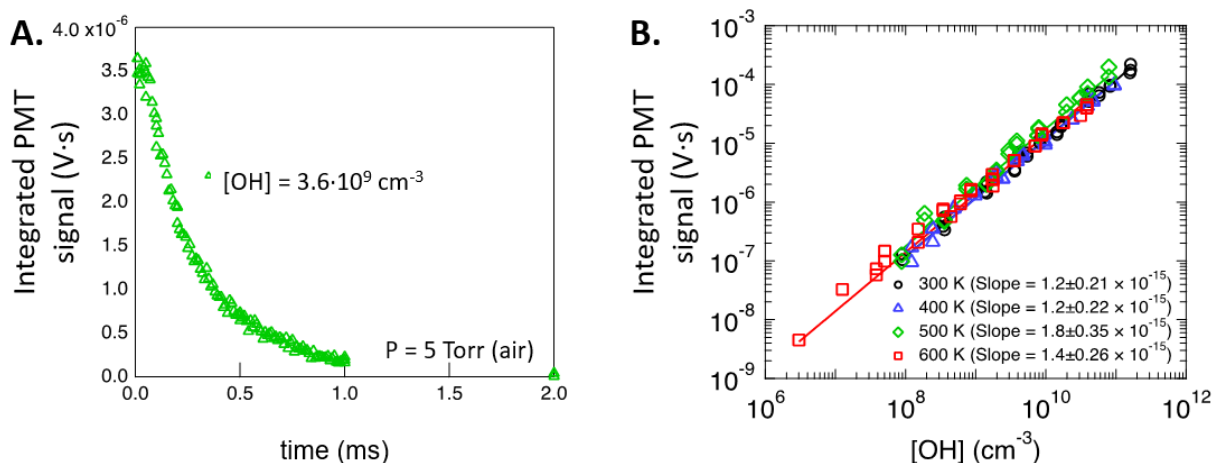 A.
4.0 x10⁻⁶
3.5
3.0
2.5
2.0
1.5
1.0
0.5
0.0
Integrated PMT
signal (V·s)
[OH] = 3.6·10⁹ cm⁻³
P = 5 Torr (air)
0.0 0.5 1.0 2.0
time (ms)
B.
10⁻³
10⁻⁴
10⁻⁵
10⁻⁶
10⁻⁷
10⁻⁸
10⁻⁹
Integrated PMT
signal (V·s)
300 K (Slope = 1.2±0.21 × 10⁻¹⁵)
400 K (Slope = 1.2±0.22 × 10⁻¹⁵)
500 K (Slope = 1.8±0.35 × 10⁻¹⁵)
600 K (Slope = 1.4±0.26 × 10⁻¹⁵)
10⁶ 10⁸ 10¹⁰ 10¹²
[OH] (cm⁻³)